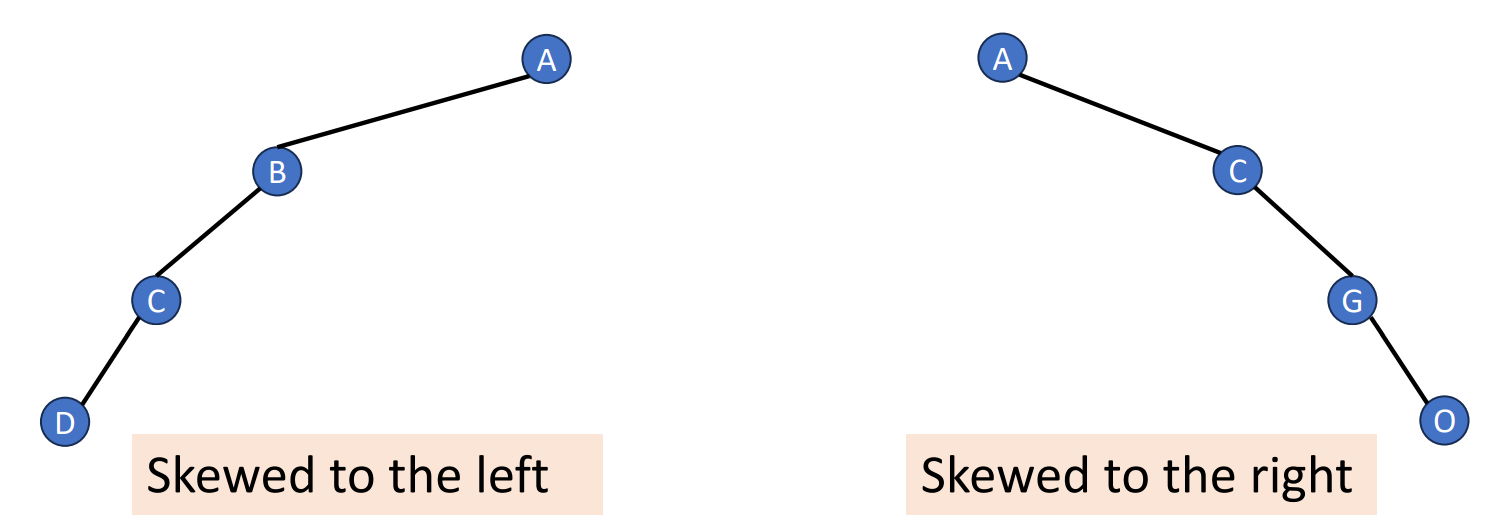 A
B
C
D
Skewed to the left
A
C
G
O
Skewed to the right